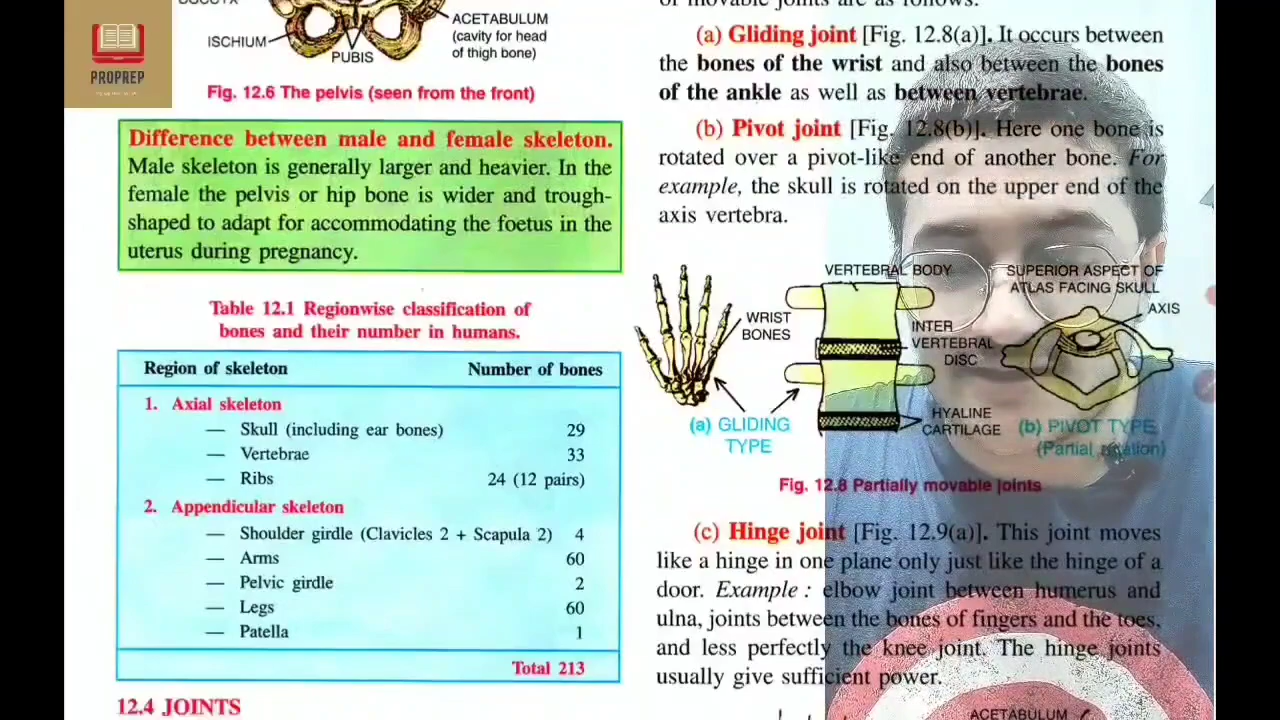 COCCYX
ISCHIUM
PUBIS
ACETABULUM
(cavity for head
of thigh bone)
PROPREP
Fig. 12.6 The pelvis (seen from the front)
Difference between male and female skeleton.
Male skeleton is generally larger and heavier. In the
female the pelvis or hip bone is wider and trough-
shaped to adapt for accommodating the foetus in the
uterus during pregnancy.
Table 12.1 Regionwise classification of
bones and their number in humans.
Region of skeleton Number of bones
1. Axial skeleton
— Skull (including ear bones) 29
— Vertebrae 33
— Ribs 24 (12 pairs)
2. Appendicular skeleton
— Shoulder girdle (Clavicles 2 + Scapula 2) 4
— Arms 60
— Pelvic girdle 2
— Legs 60
— Patella 1
Total 213
12.4 JOINTS
of movable joints are as follows.
(a) Gliding joint [Fig. 12.8(a)]. It occurs between
the bones of the wrist and also between the bones
of the ankle as well as between vertebrae.
(b) Pivot joint [Fig. 12.8(b)]. Here one bone is
rotated over a pivot-like end of another bone. For
example, the skull is rotated on the upper end of the
axis vertebra.
WRIST
BONES
VERTEBRAL BODY
INTER
VERTEBRAL
DISC
HYALINE
CARTILAGE
(a) GLIDING
TYPE
SUPERIOR ASPECT OF
ATLAS FACING SKULL
AXIS
(b) PIVOT TYPE
(Partial rotation)
Fig. 12.8 Partially movable joints
(c) Hinge joint [Fig. 12.9(a)]. This joint moves
like a hinge in one plane only just like the hinge of a
door. Example : elbow joint between humerus and
ulna, joints between the bones of fingers and the toes,
and less perfectly the knee joint. The hinge joints
usually give sufficient power.
ACETABULUM